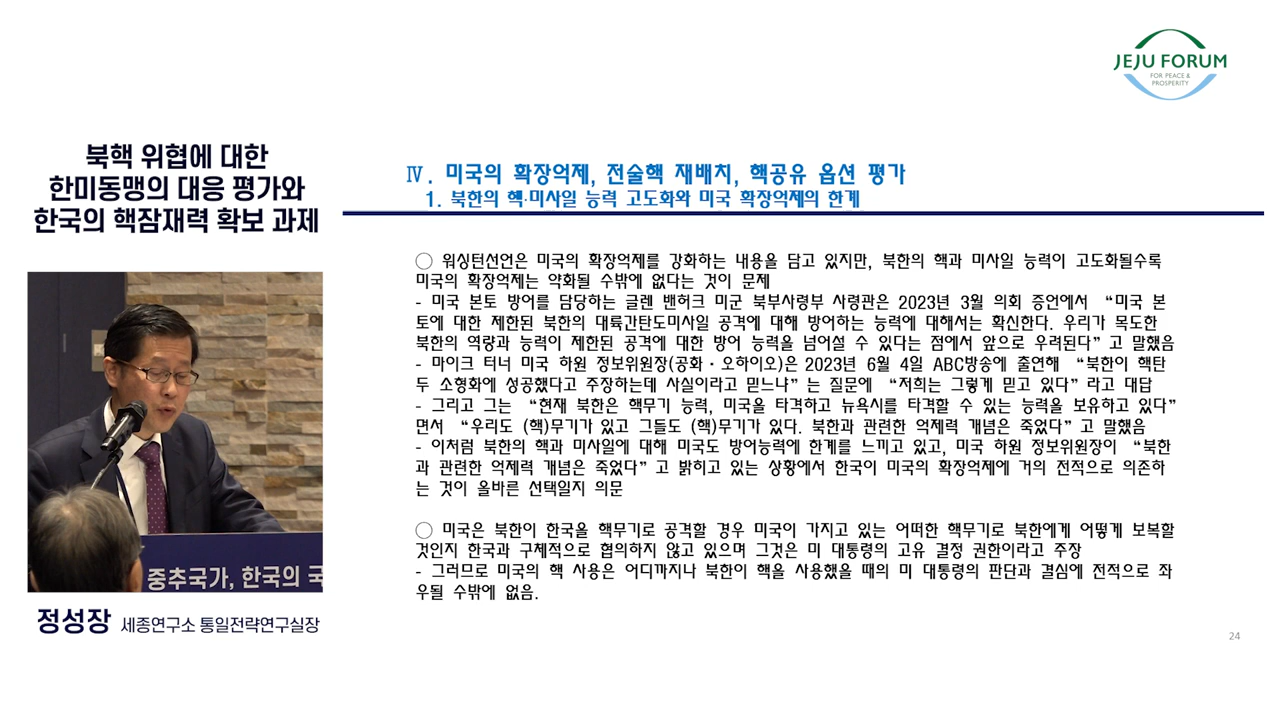 JEJU FORUM
FOR PEACE &
PROSPERITY
북핵 위협에 대한
한미동맹의 대응 평가와
한국의 핵잠재력 확보 과제
Ⅳ. 미국의 확장억제, 전술핵 재배치, 핵공유 옵션 평가
1. 북한의 핵·미사일 능력 고도화와 미국 확장억제의 한계
◯ 워싱턴선언은 미국의 확장억제를 강화하는 내용을 담고 있지만, 북한의 핵과 미사일 능력이 고도화될수록
미국의 확장억제는 약화될 수밖에 없다는 것이 문제
- 미국 본토 방어를 담당하는 글렌 밴허크 미군 북부사령부 사령관은 2023년 3월 의회 증언에서 “미국 본
토에 대한 제한된 북한의 대륙간탄도미사일 공격에 대해 방어하는 능력에 대해서는 확신한다. 우리가 목도한
북한의 역량과 능력이 제한된 공격에 대한 방어 능력을 넘어설 수 있다는 점에서 앞으로 우려된다”고 말했음
- 마이크 터너 미국 하원 정보위원장(공화·오하이오)은 2023년 6월 4일 ABC방송에 출연해 “북한이 핵탄
두 소형화에 성공했다고 주장하는데 사실이라고 믿느냐”는 질문에 “저희는 그렇게 믿고 있다”라고 대답
- 그리고 그는 “현재 북한은 핵무기 능력, 미국을 타격하고 뉴욕시를 타격할 수 있는 능력을 보유하고 있다”
면서 “우리도 (핵)무기가 있고 그들도 (핵)무기가 있다. 북한과 관련한 억제력 개념은 죽었다”고 말했음
- 이처럼 북한의 핵과 미사일에 대해 미국도 방어능력에 한계를 느끼고 있고, 미국 하원 정보위원장이 “북한
과 관련한 억제력 개념은 죽었다”고 밝히고 있는 상황에서 한국이 미국의 확장억제에 거의 전적으로 의존하
는 것이 올바른 선택일지 의문
◯ 미국은 북한이 한국을 핵무기로 공격할 경우 미국이 가지고 있는 어떠한 핵무기로 북한에게 어떻게 보복할
것인지 한국과 구체적으로 협의하지 않고 있으며 그것은 미 대통령의 고유 결정 권한이라고 주장
- 그러므로 미국의 핵 사용은 어디까지나 북한이 핵을 사용했을 때의 미 대통령의 판단과 결심에 전적으로 좌
우될 수밖에 없음.
중추국가, 한국의 국
정성장 세종연구소 통일전략연구실장
24